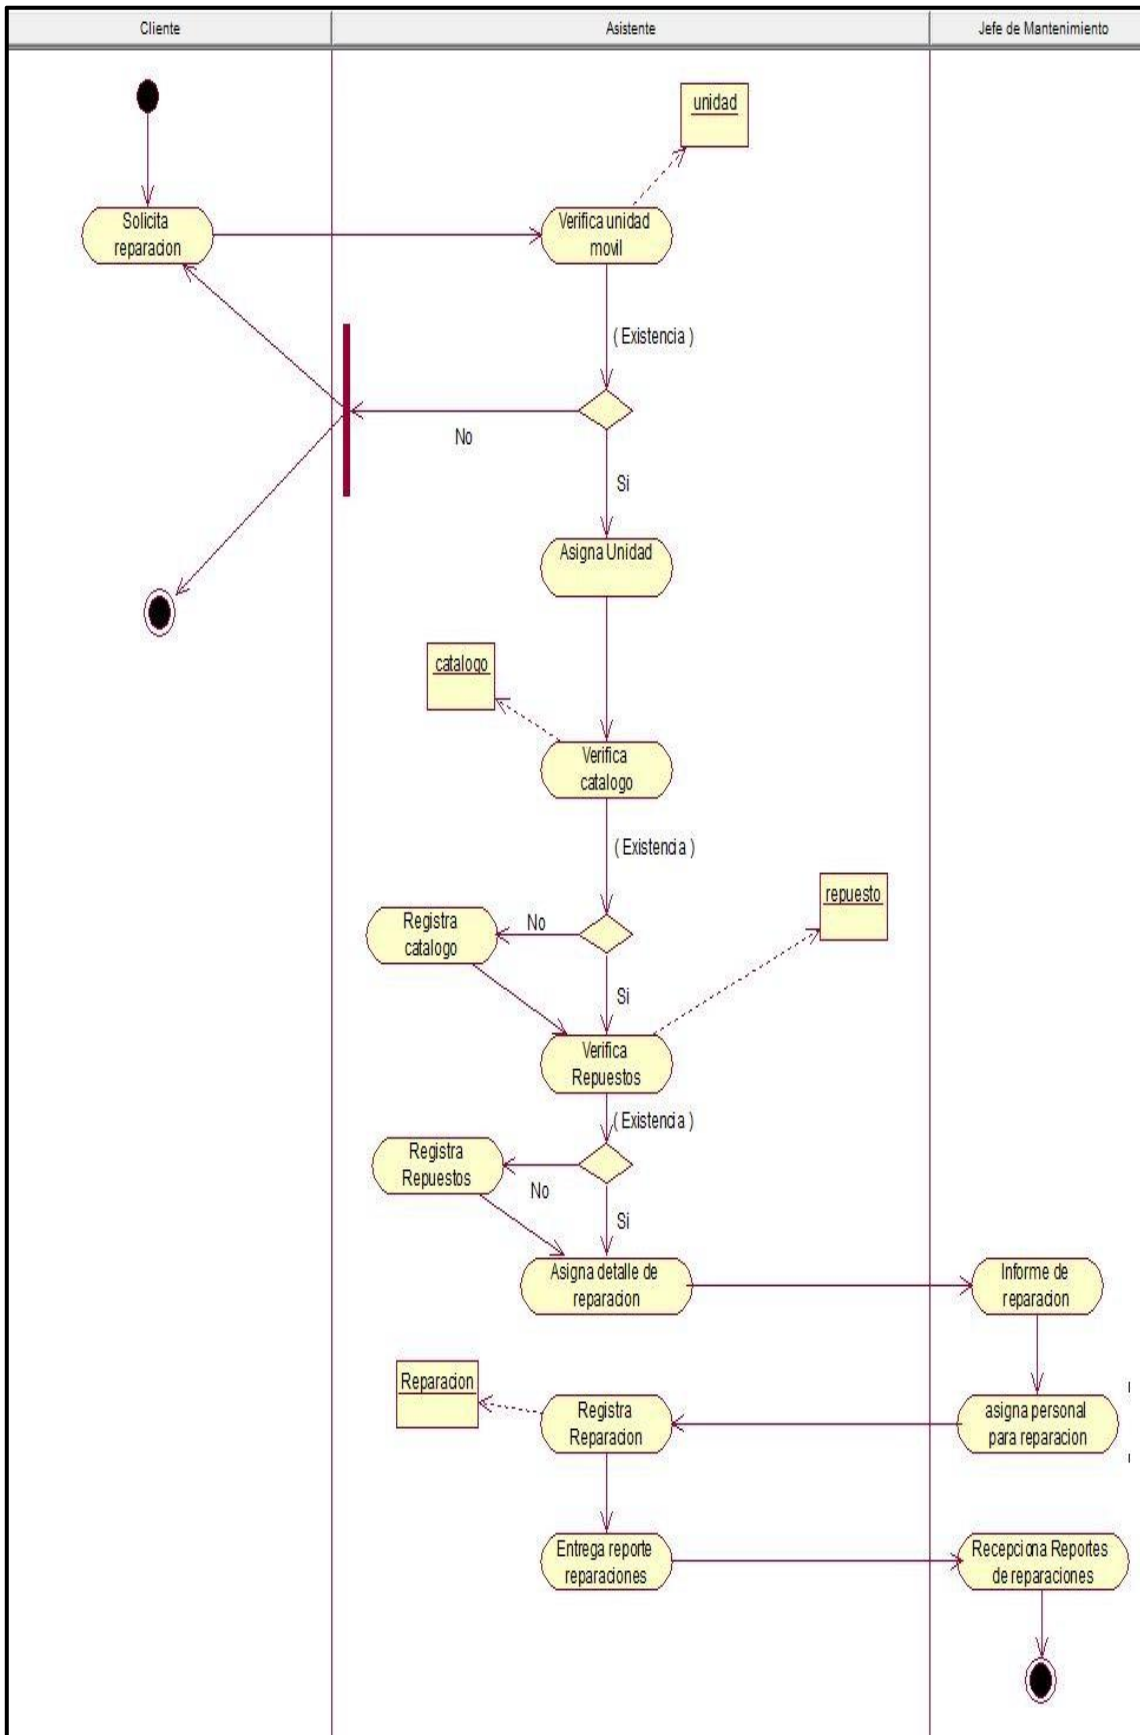 Cliente
Asistente
Jefe de Mantenimiento
unidad
Solicita
reparacion
Verifica unidad
movil
( Existencia )
No
Si
Asigna Unidad
catalogo
Verifica
catalogo
( Existencia )
repuesto
Registra
catalogo
No
Si
Verifica
Repuestos
( Existencia )
Registra
Repuestos
No
Si
Asigna detalle de
reparacion
Informe de
reparacion
Reparacion
Registra
Reparacion
asigna personal
para reparacion
Entrega reporte
reparaciones
Recepciona Reportes
de reparaciones